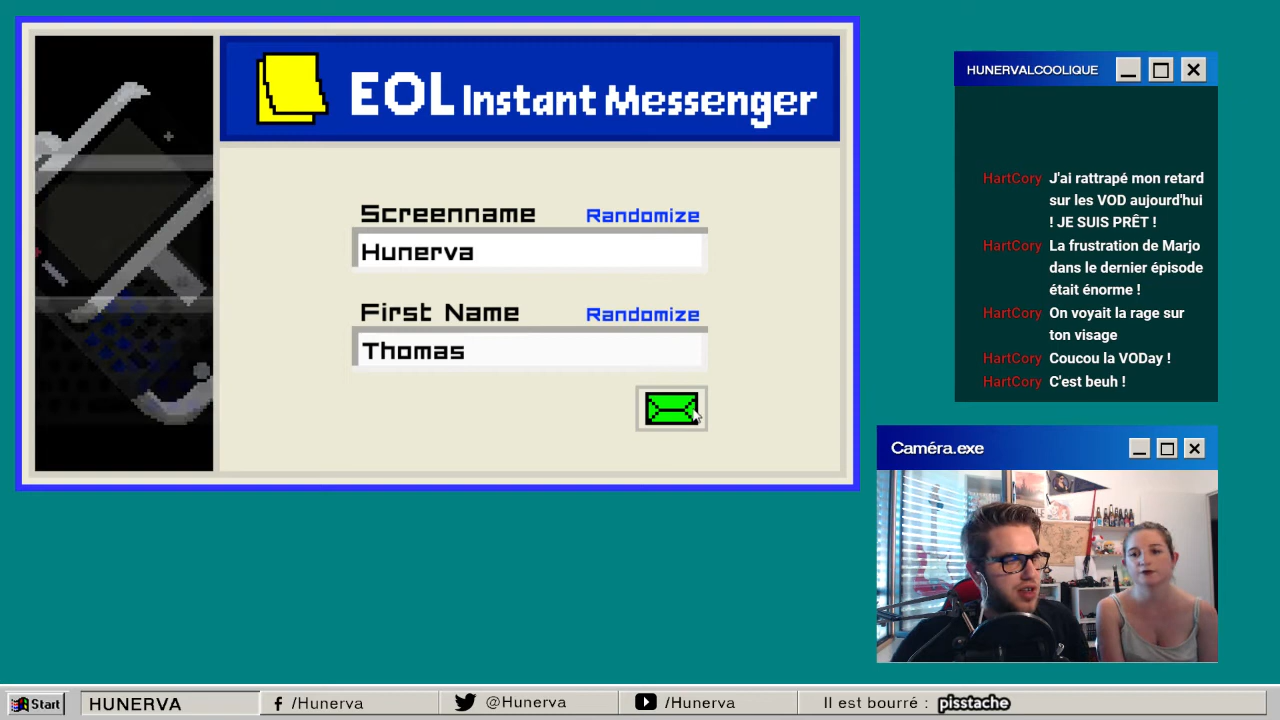 EOL Instant Messenger
Screenname
Randomize
Hunerva
First Name
Randomize
Thomas
HUNERVALCOOLIQUE
HartCory J'ai rattrapé mon retard
sur les VOD aujourd'hui
! JE SUIS PRÊT !
HartCory La frustration de Marjo
dans le dernier épisode
était énorme !
HartCory On voyait la rage sur
ton visage
HartCory Coucou la VODay !
HartCory C'est beuh !
Caméra.exe
Start
HUNERVA
/Hunerva
@Hunerva
/Hunerva
Il est bourré : pisstache